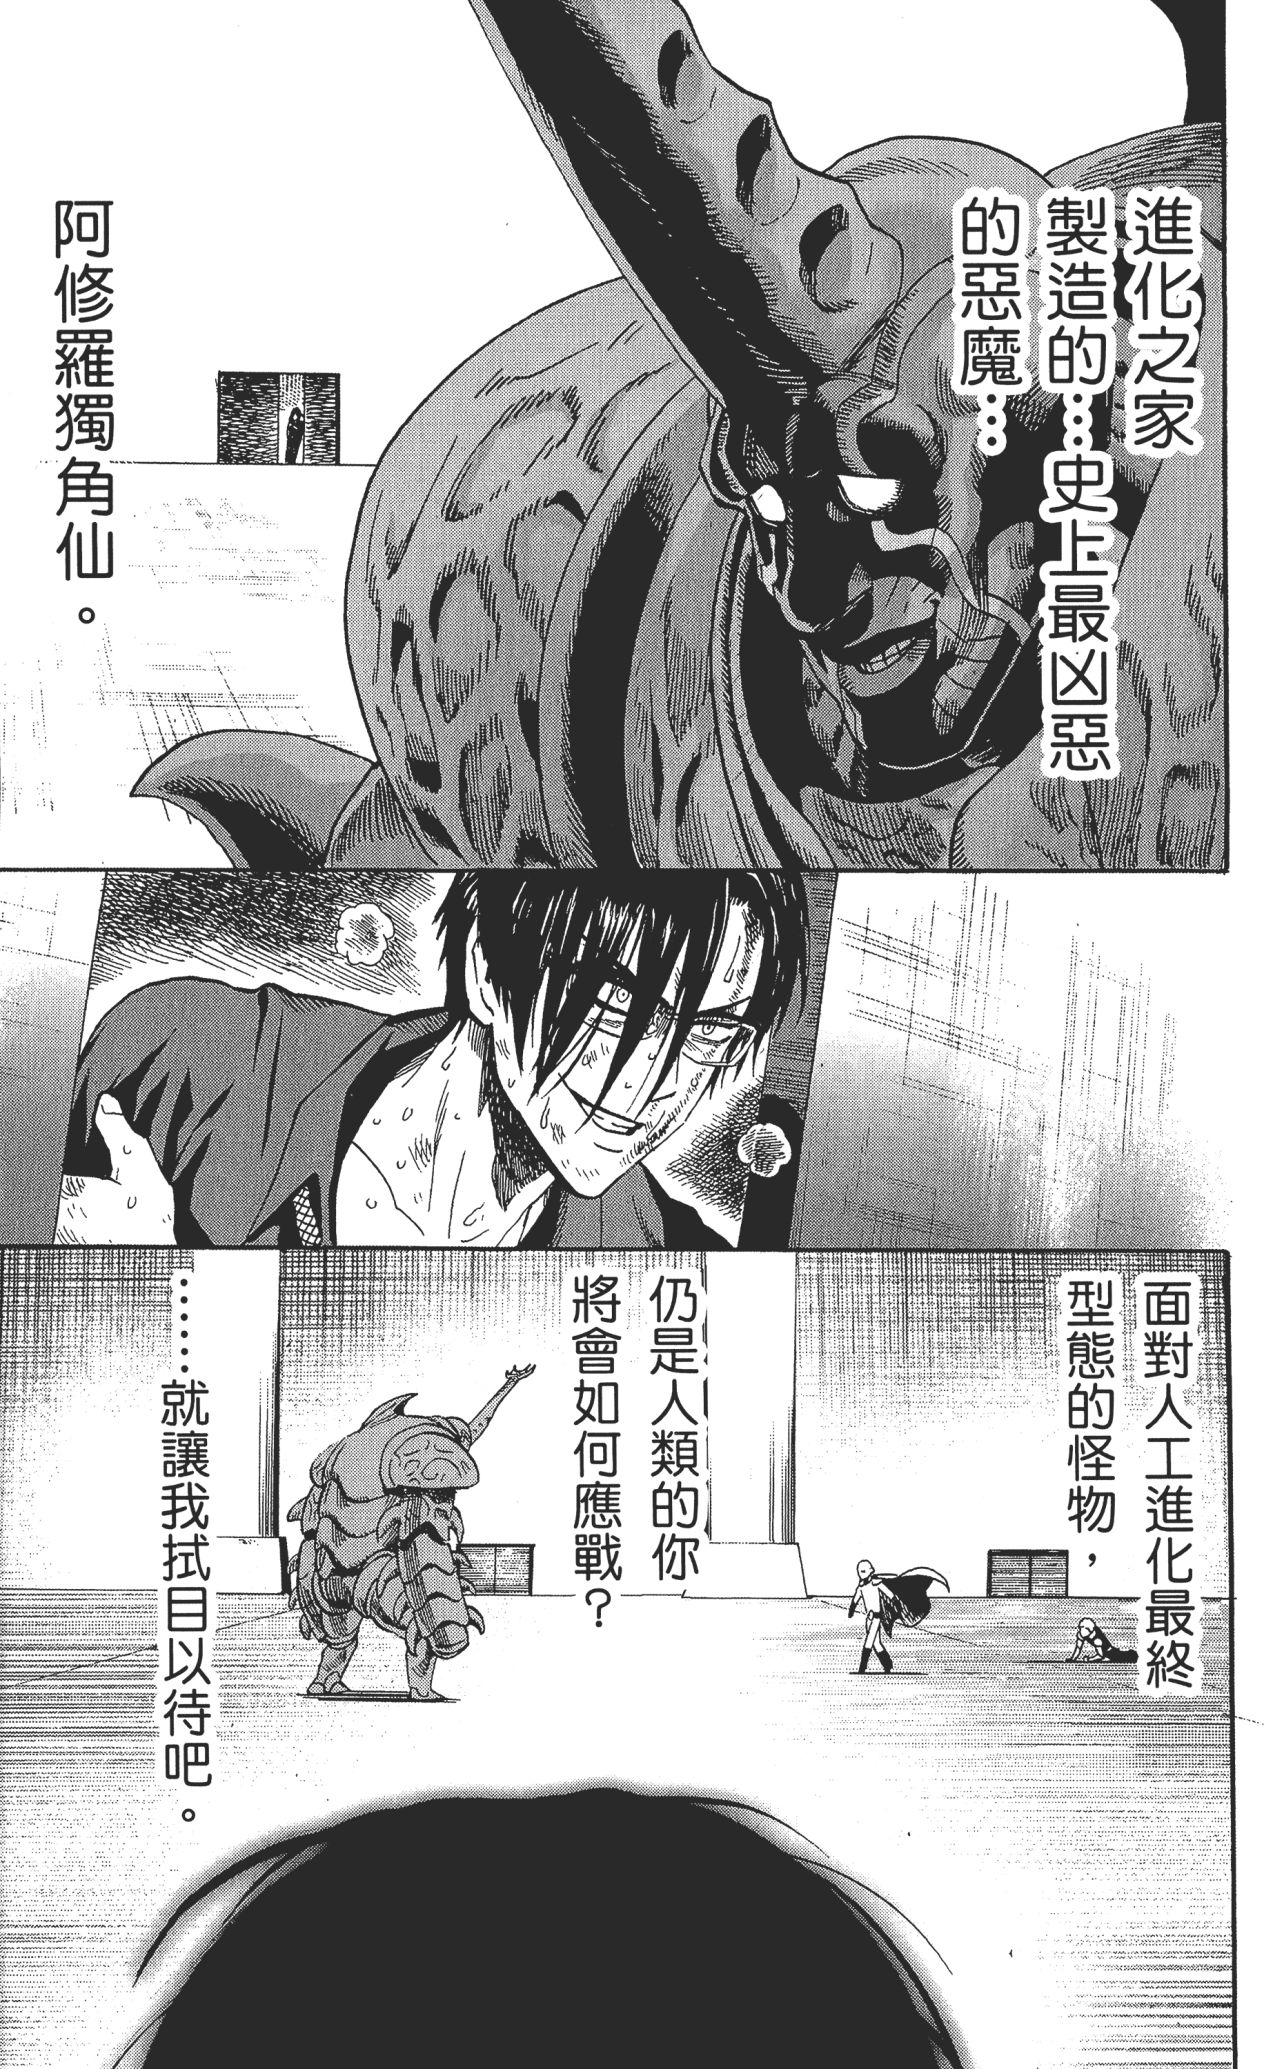 進化之家
製造的…史上最凶惡
的惡魔…
阿修羅獨角仙。
面對人工進化最終
型態的怪物，
仍是人類的你
將會如何應戰？
……就讓我拭目以待吧。